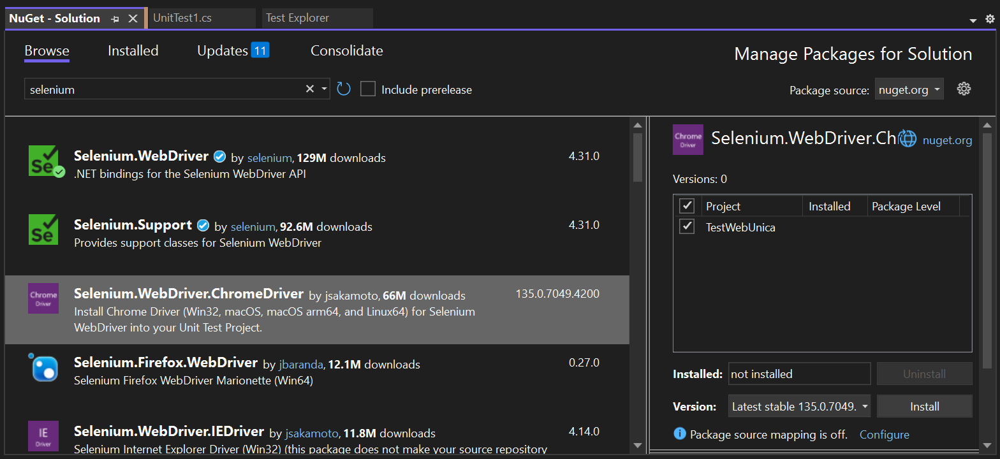 NuGet - Solution
UnitTest1.cs
Test Explorer
Browse
Installed
Updates 11
Consolidate
Manage Packages for Solution
selenium
Include prerelease
Package source: nuget.org
Se
Selenium.WebDriver by selenium, 129M downloads
4.31.0
.NET bindings for the Selenium WebDriver API
Se
Selenium.Support by selenium, 92.6M downloads
4.31.0
Provides support classes for Selenium WebDriver
Chrome
Driver
Selenium.WebDriver.ChromeDriver by jsakamoto, 66M downloads
135.0.7049.4200
Install Chrome Driver (Win32, macOS, macOS arm64, and Linux64) for Selenium
WebDriver into your Unit Test Project.
Selenium.Firefox.WebDriver by jbaranda, 12.1M downloads
0.27.0
Selenium Firefox WebDriver Marionette (Win64)
IE
Driver
Selenium.WebDriver.IEDriver by jsakamoto, 11.8M downloads
4.14.0
Selenium Internet Explorer Driver (Win32) (this package does not make your source repository
Chrome
Driver
Selenium.WebDriver.Ch
nuget.org
Versions: 0
Project
Installed
Package Level
TestWebUnica
Installed: not installed
Uninstall
Version: Latest stable 135.0.7049.
Install
Package source mapping is off. Configure